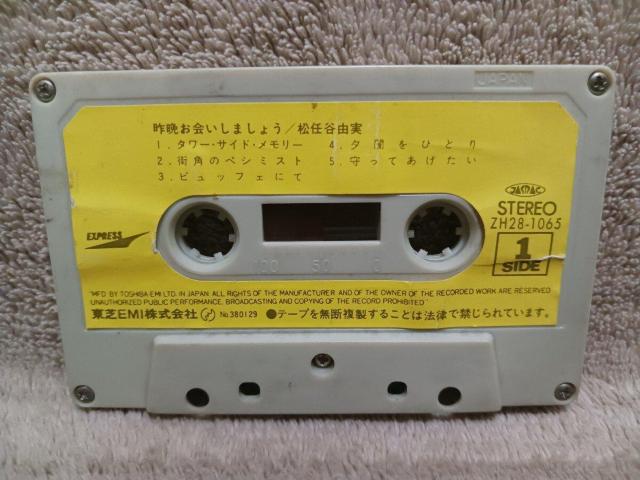 JAPAN
昨晩お会いしましょう/松任谷由実
1. タワー・サイド・メモリー 4. 夕闇をひとり
2. 街角のペシミスト 5. 守ってあげたい
3. ビュッフェにて
JASRAC
EXPRESS
STEREO
ZH28-1065
1
SIDE
100 50 0
"MFD BY TOSHIBA EMI LTD. IN JAPAN ALL RIGHTS OF THE MANUFACTURER AND OF THE OWNER OF THE RECORDED WORK ARE RESERVED
UNAUTHORIZED PUBLIC PERFORMANCE, BROADCASTING AND COPYING OF THE RECORD PROHIBITED"
東芝EMI株式会社 No.380129 ●テープを無断複製することは法律で禁じられています。